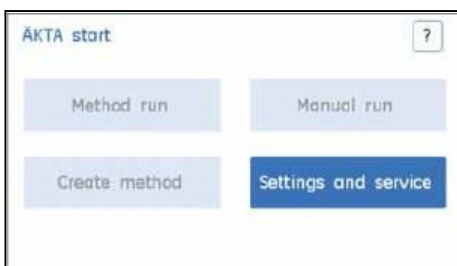 ÄKTA start ?
Method run Manual run
Create method Settings and service